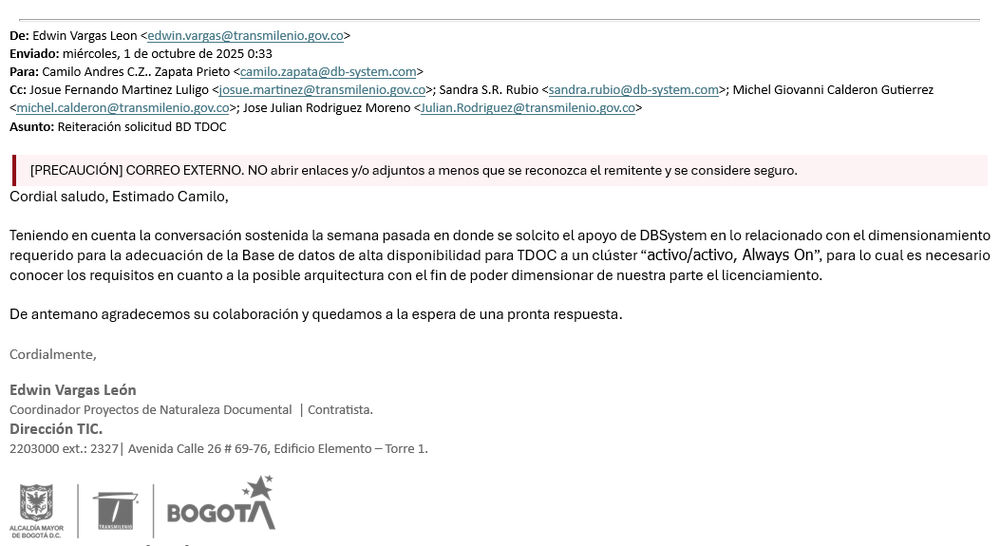 De: Edwin Vargas Leon <edwin.vargas@transmilenio.gov.co>
Enviado: miércoles, 1 de octubre de 2025 0:33
Para: Camilo Andres C.Z.. Zapata Prieto <camilo.zapata@db-system.com>
Cc: Josue Fernando Martinez Luligo <josue.martinez@transmilenio.gov.co>; Sandra S.R. Rubio <sandra.rubio@db-system.com>; Michel Giovanni Calderon Gutierrez
<michel.calderon@transmilenio.gov.co>; Jose Julian Rodriguez Moreno <Julian.Rodriguez@transmilenio.gov.co>
Asunto: Reiteración solicitud BD TDOC
[PRECAUCIÓN] CORREO EXTERNO. NO abrir enlaces y/o adjuntos a menos que se reconozca el remitente y se considere seguro.
Cordial saludo, Estimado Camilo,
Teniendo en cuenta la conversación sostenida la semana pasada en donde se solcito el apoyo de DBSystem en lo relacionado con el dimensionamiento
requerido para la adecuación de la Base de datos de alta disponibilidad para TDOC a un clúster “activo/activo, Always On”, para lo cual es necesario
conocer los requisitos en cuanto a la posible arquitectura con el fin de poder dimensionar de nuestra parte el licenciamiento.
De antemano agradecemos su colaboración y quedamos a la espera de una pronta respuesta.
Cordialmente,
Edwin Vargas León
Coordinador Proyectos de Naturaleza Documental | Contratista.
Dirección TIC.
2203000 ext.: 2327| Avenida Calle 26 # 69-76, Edificio Elemento – Torre 1.
ALCALDÍA MAYOR
DE BOGOTÁ D.C.
TRANSMILENIO
BOGOTÁ